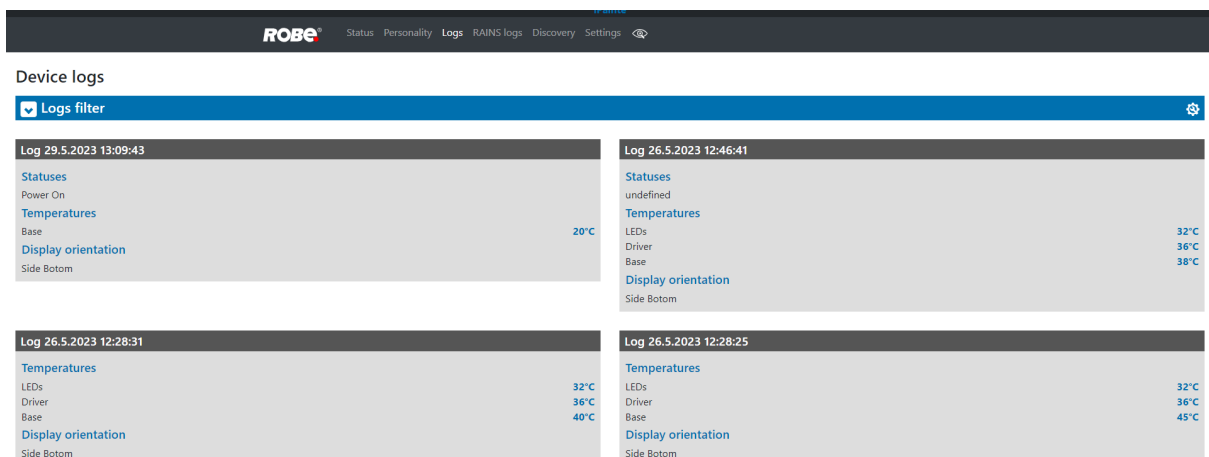 ROBE®
Status Personality Logs RAINS logs Discovery Settings
Device logs
Logs filter
Log 29.5.2023 13:09:43
Statuses
Power On
Temperatures
Base 20°C
Display orientation
Side Botom
Log 26.5.2023 12:46:41
Statuses
undefined
Temperatures
LEDs 32°C
Driver 36°C
Base 38°C
Display orientation
Side Botom
Log 26.5.2023 12:28:31
Temperatures
LEDs 32°C
Driver 36°C
Base 40°C
Display orientation
Side Botom
Log 26.5.2023 12:28:25
Temperatures
LEDs 32°C
Driver 36°C
Base 45°C
Display orientation
Side Botom